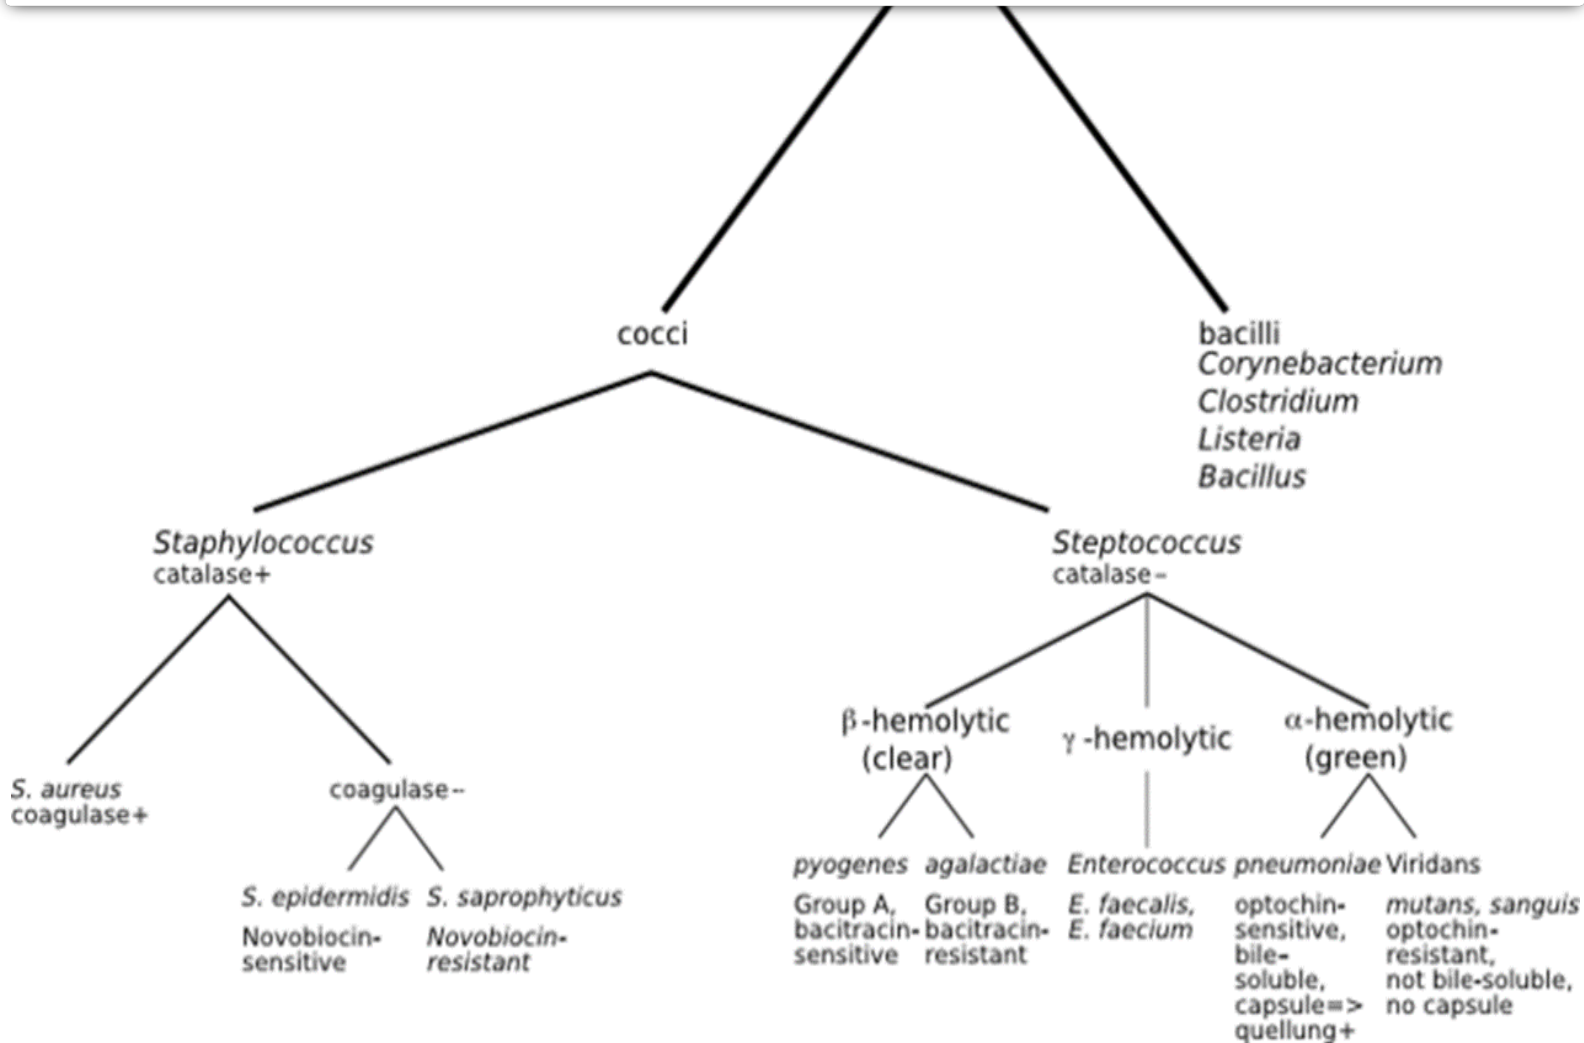 cocci
bacilli
Corynebacterium
Clostridium
Listeria
Bacillus
Staphylococcus
catalase+
Steptococcus
catalase-
S. aureus
coagulase+
coagulase-
S. epidermidis
Novobiocin-
sensitive
S. saprophyticus
Novobiocin-
resistant
β-hemolytic
(clear)
γ-hemolytic
α-hemolytic
(green)
pyogenes
Group A,
bacitracin-
sensitive
agalactiae
Group B,
bacitracin-
resistant
Enterococcus
E. faecalis,
E. faecium
pneumoniae
optochin-
sensitive,
bile-
soluble,
capsule=>
quellung+
Viridans
mutans, sanguis
optochin-
resistant,
not bile-soluble,
no capsule